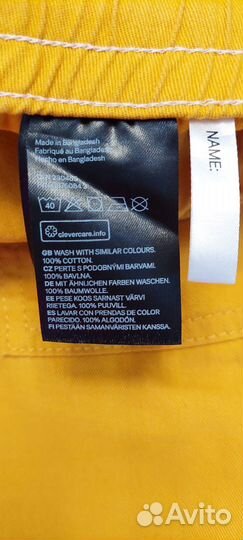 Made in Bangladesh
Fabriqué au Bangladesh
Hecho en Bangladesh
40
clevercare.info
GB WASH WITH SIMILAR COLOURS.
100% COTTON.
CZ PERTE S PODOBNÝMI BARVAMI.
100% BAVLNA.
DE MIT ÄHNLICHEN FARBEN WASCHEN.
100% BAUMWOLLE.
EE PESE KOOS SARNAST VÄRVI
RIIETEGA. 100% PUUVILL.
ES LAVAR CON PRENDAS DE COLOR
PARECIDO. 100% ALGODÓN.
FI PESTÄÄN SAMANVÄRISTEN KANSSA.
NAME:
Avito